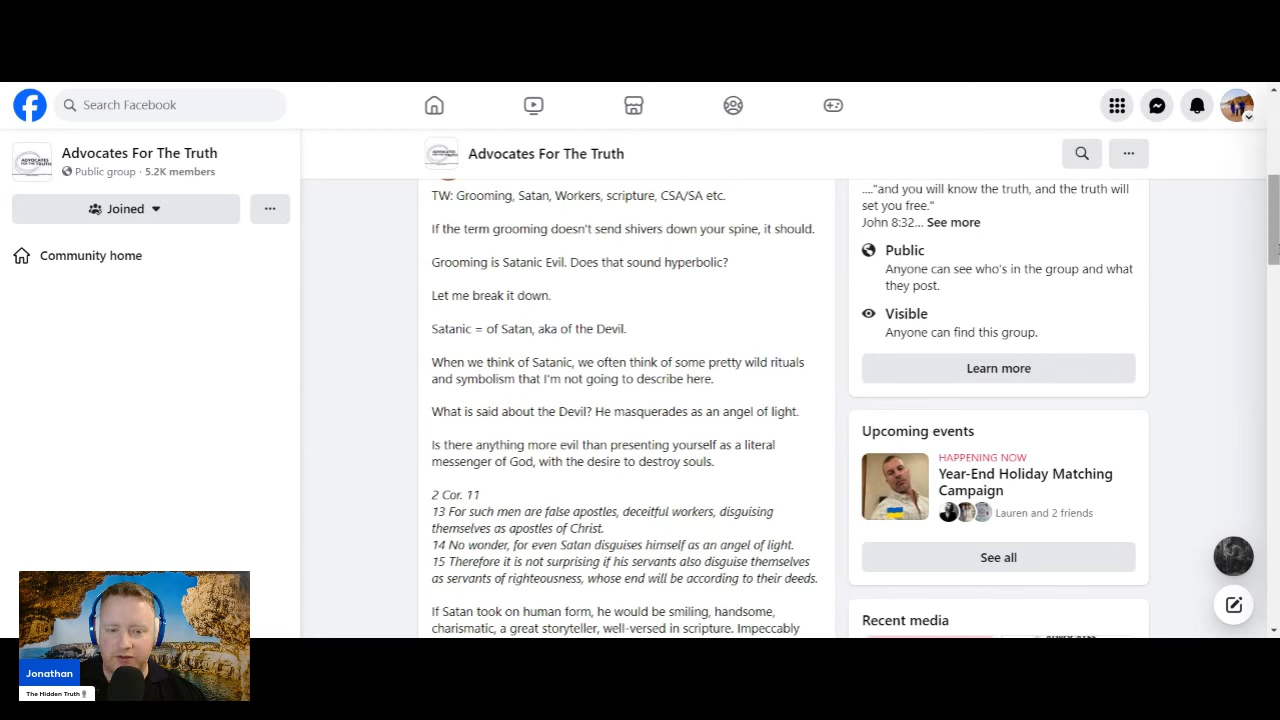 Search Facebook
Advocates For The Truth
Public group · 5.2K members
Joined
Community home
Advocates For The Truth
TW: Grooming, Satan, Workers, scripture, CSA/SA etc.
If the term grooming doesn't send shivers down your spine, it should.
Grooming is Satanic Evil. Does that sound hyperbolic?
Let me break it down.
Satanic = of Satan, aka of the Devil.
When we think of Satanic, we often think of some pretty wild rituals
and symbolism that I'm not going to describe here.
What is said about the Devil? He masquerades as an angel of light.
Is there anything more evil than presenting yourself as a literal
messenger of God, with the desire to destroy souls.
2 Cor. 11
13 For such men are false apostles, deceitful workers, disguising
themselves as apostles of Christ.
14 No wonder, for even Satan disguises himself as an angel of light.
15 Therefore it is not surprising if his servants also disguise themselves
as servants of righteousness, whose end will be according to their deeds.
If Satan took on human form, he would be smiling, handsome,
charismatic, a great storyteller, well-versed in scripture. Impeccably
...."and you will know the truth, and the truth will
set you free."
John 8:32... See more
Public
Anyone can see who's in the group and what
they post.
Visible
Anyone can find this group.
Learn more
Upcoming events
HAPPENING NOW
Year-End Holiday Matching
Campaign
Lauren and 2 friends
See all
Recent media
Jonathan
The Hidden Truth